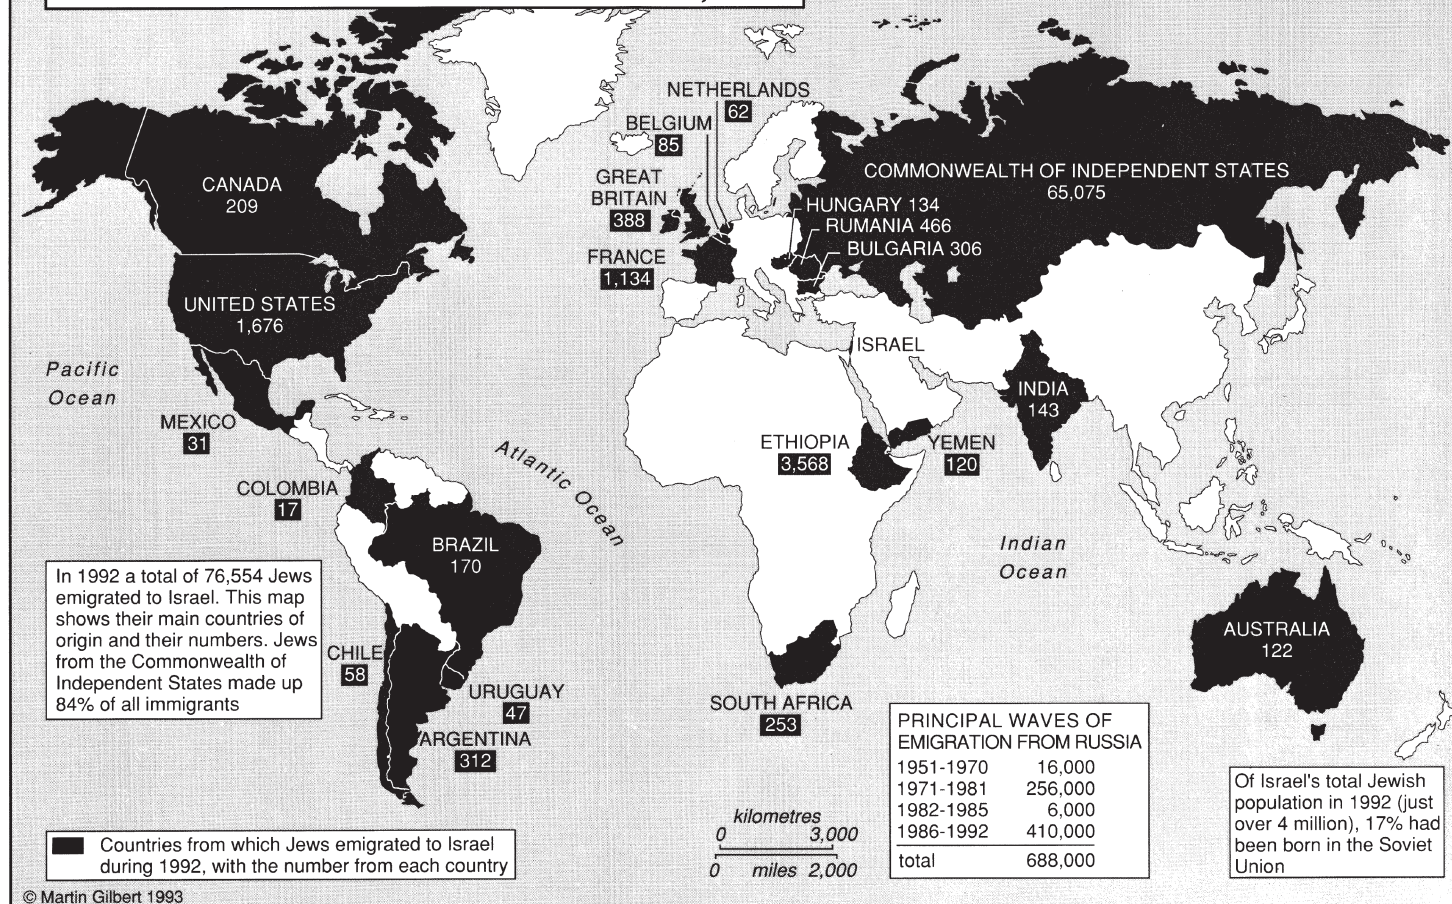 NETHERLANDS
62
BELGIUM
85
COMMONWEALTH OF INDEPENDENT STATES
65,075
CANADA
209
GREAT
BRITAIN
388
HUNGARY 134
RUMANIA 466
BULGARIA 306
FRANCE
1,134
UNITED STATES
1,676
ISRAEL
Pacific
Ocean
INDIA
143
MEXICO
31
Atlantic Ocean
ETHIOPIA
3,568
YEMEN
120
COLOMBIA
17
BRAZIL
170
Indian
Ocean
In 1992 a total of 76,554 Jews
emigrated to Israel. This map
shows their main countries of
origin and their numbers. Jews
from the Commonwealth of
Independent States made up
84% of all immigrants
AUSTRALIA
122
CHILE
58
URUGUAY
47
ARGENTINA
312
SOUTH AFRICA
253
PRINCIPAL WAVES OF
EMIGRATION FROM RUSSIA
1951-1970 16,000
1971-1981 256,000
1982-1985 6,000
1986-1992 410,000
total 688,000
Of Israel's total Jewish
population in 1992 (just
over 4 million), 17% had
been born in the Soviet
Union
kilometres
0 3,000
0 miles 2,000
Countries from which Jews emigrated to Israel
during 1992, with the number from each country
© Martin Gilbert 1993